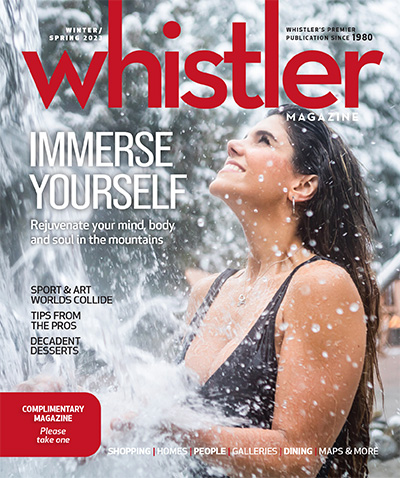 WINTER/
SPRING 2023
WHISTLER'S PREMIER
PUBLICATION SINCE 1980
whistler
MAGAZINE
IMMERSE
YOURSELF
Rejuvenate your mind, body
and soul in the mountains
SPORT & ART
WORLDS COLLIDE
TIPS FROM
THE PROS
DECADENT
DESSERTS
COMPLIMENTARY
MAGAZINE
Please
take one
SHOPPING | HOMES | PEOPLE | GALLERIES | DINING | MAPS & MORE